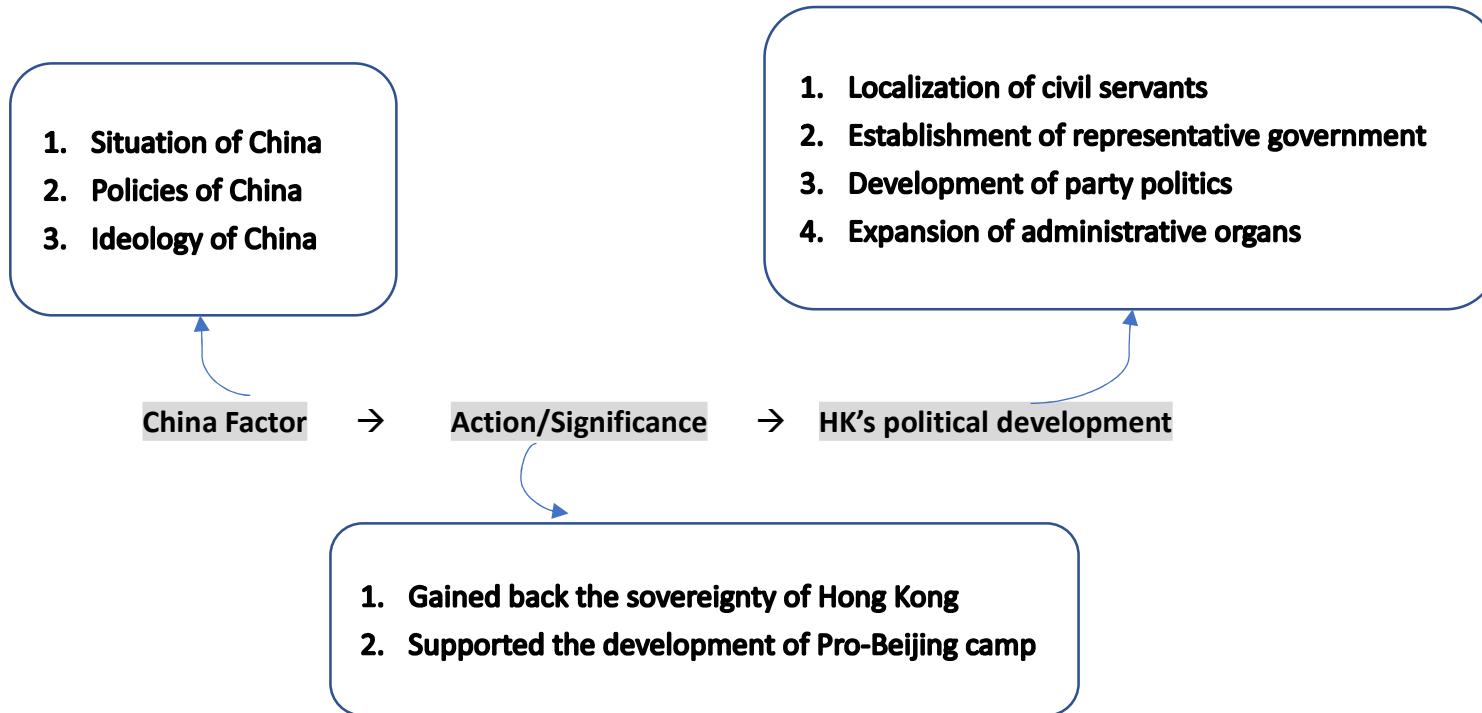 1. Situation of China
2. Policies of China
3. Ideology of China
1. Localization of civil servants
2. Establishment of representative government
3. Development of party politics
4. Expansion of administrative organs
China Factor → Action/Significance → HK's political development
1. Gained back the sovereignty of Hong Kong
2. Supported the development of Pro-Beijing camp